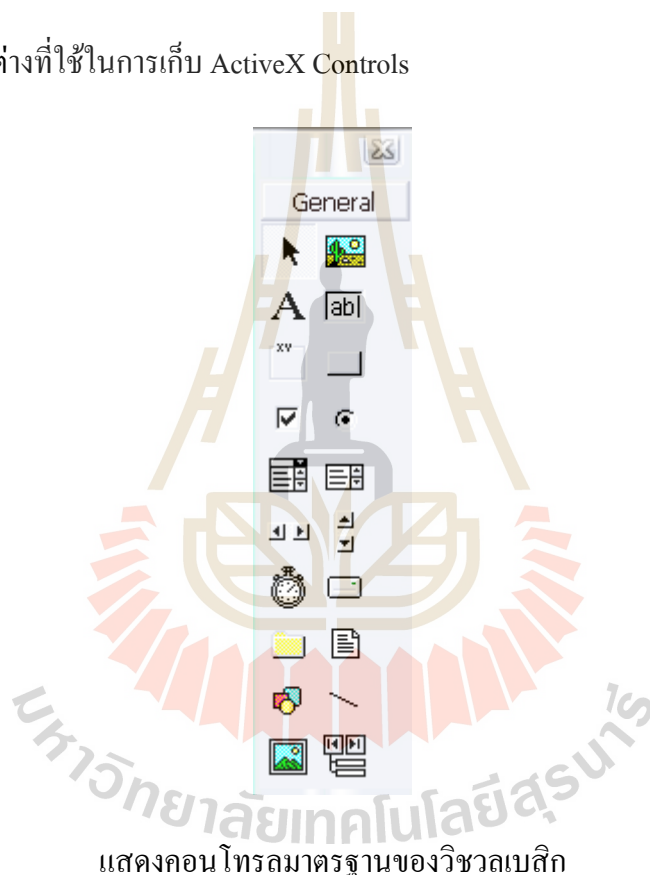 ต่างที่ใช้ในการเก็บ ActiveX Controls
General
A
ab
xv
มหาวิทยาลัยเทคโนโลยีสุรนารี
แสดงคอนโทรลมาตรฐานของวิชวลเบสิก